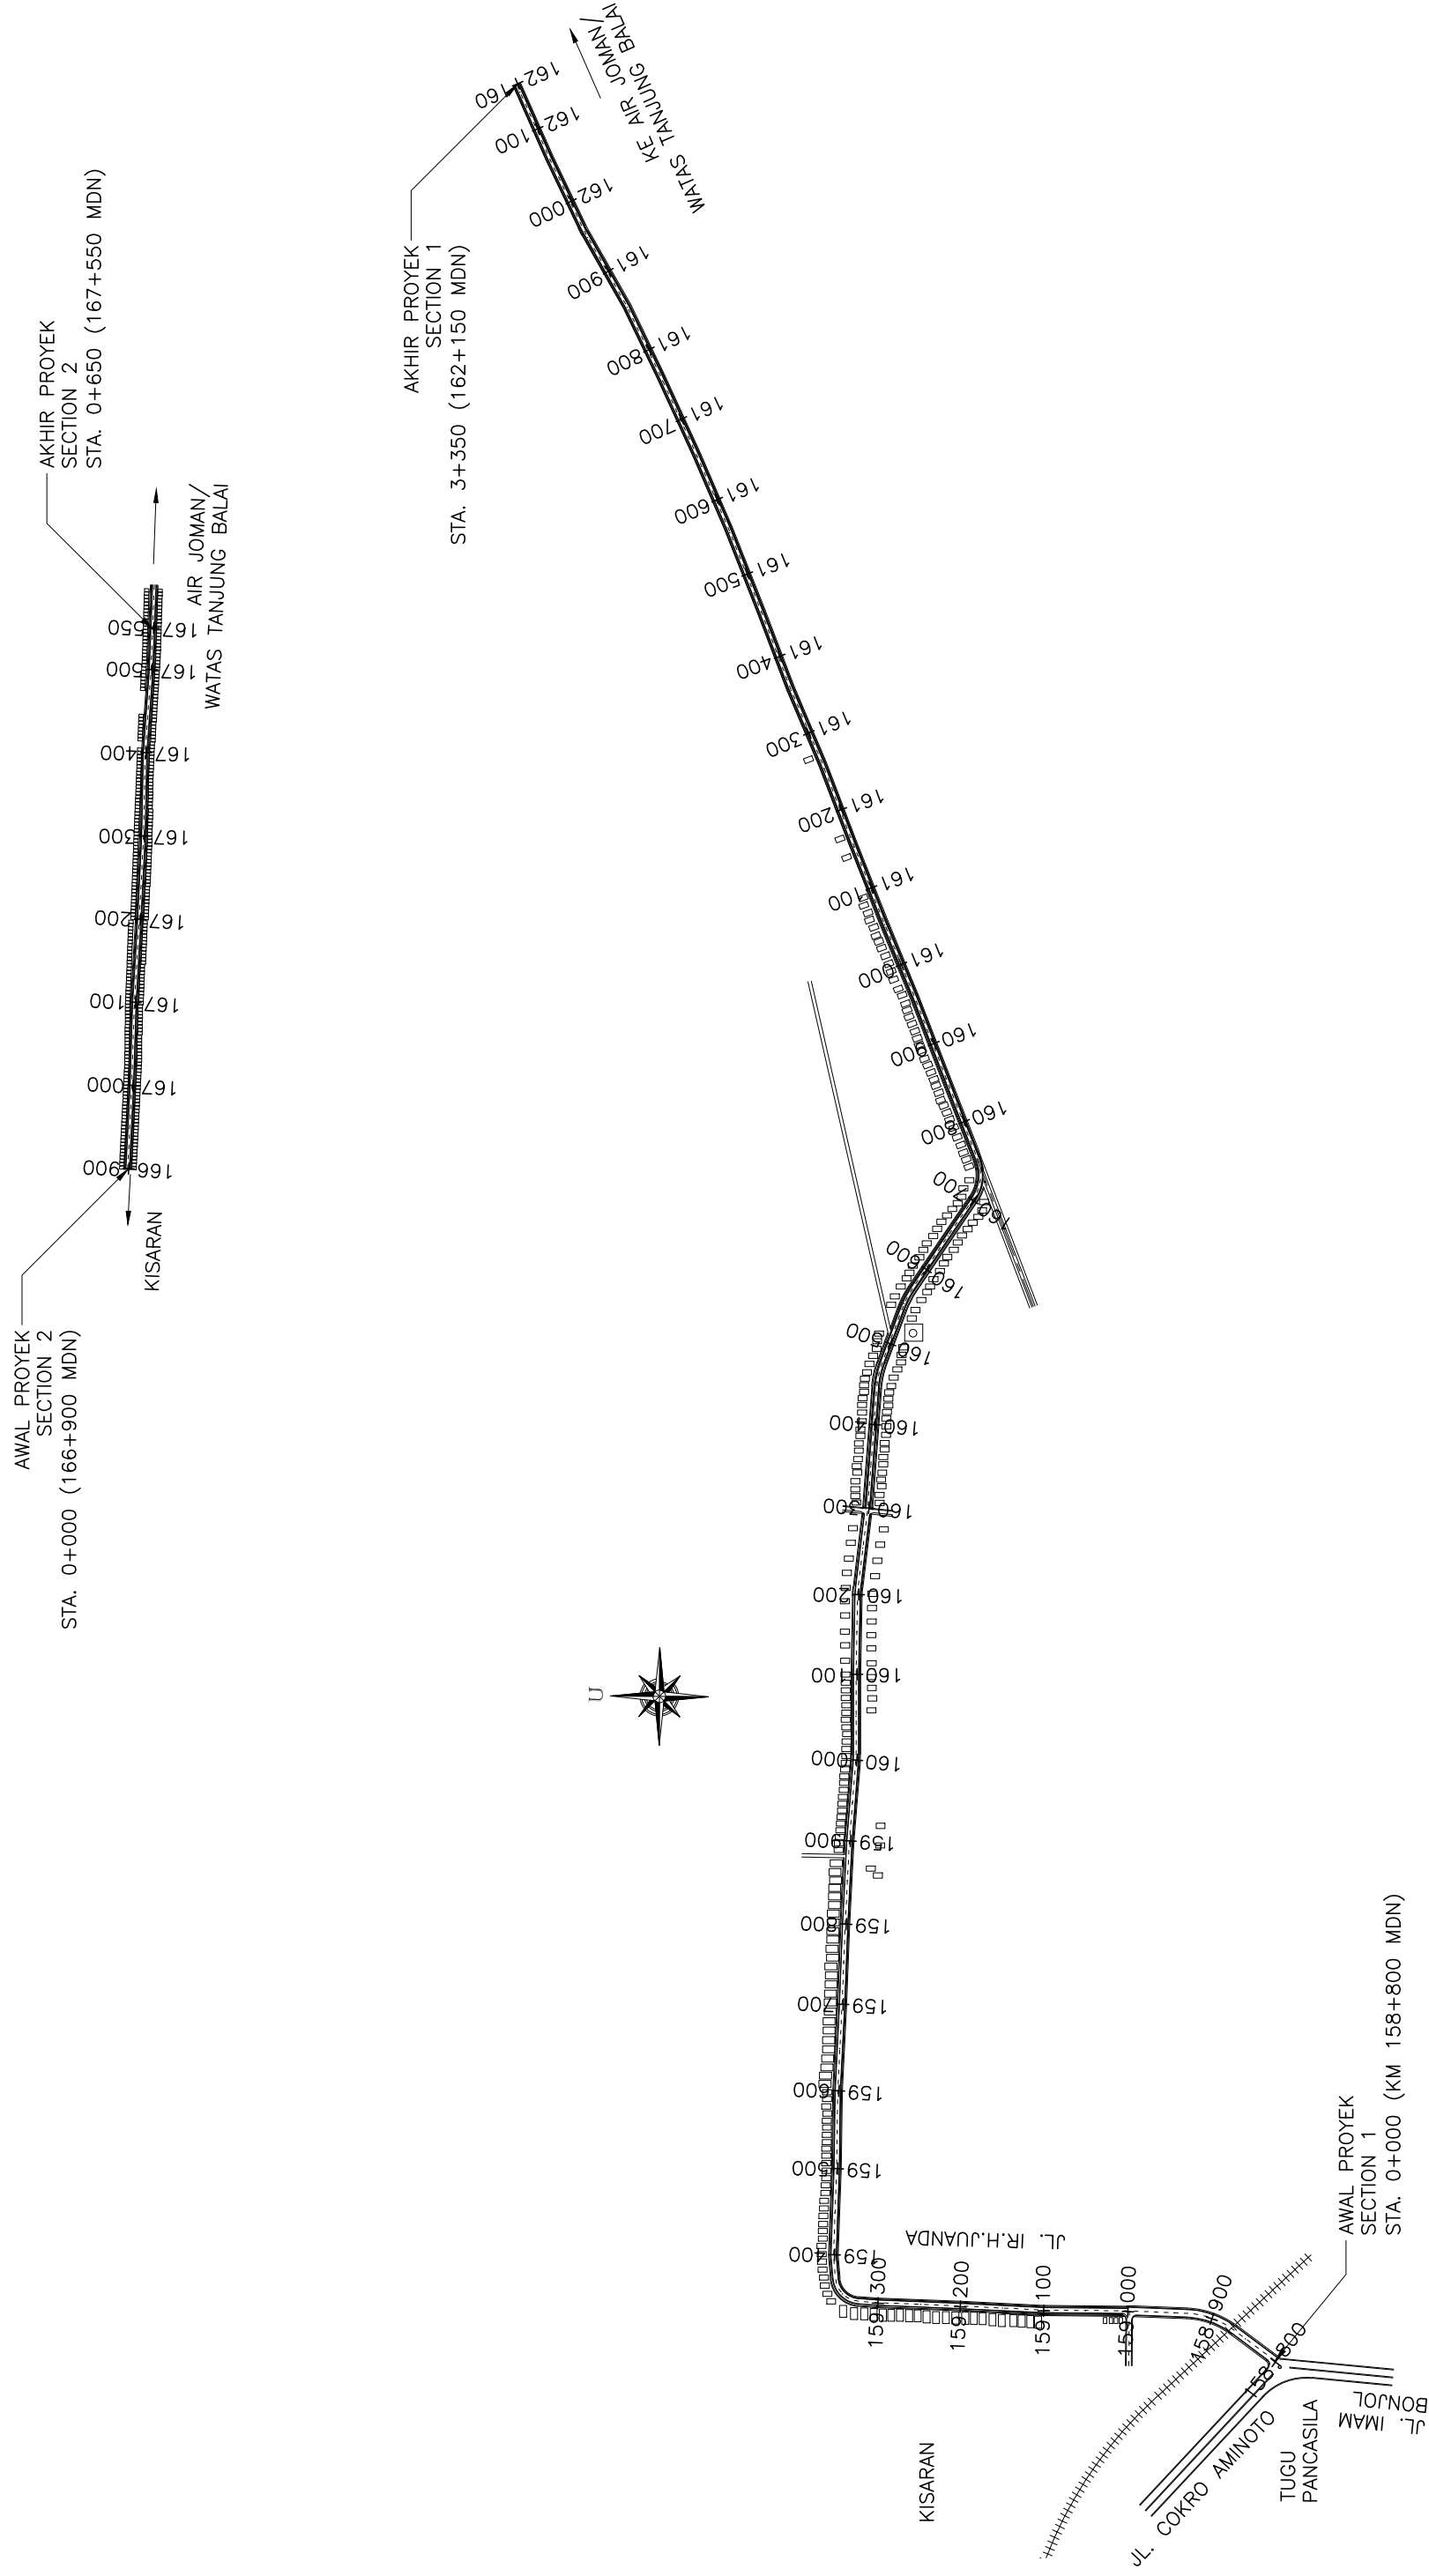 AWAL PROYEK
SECTION 2
STA. 0+000 (166+900 MDN)
KISARAN
166+900
167+000
167+100
167+200
167+300
167+400
167+500
167+550
AKHIR PROYEK
SECTION 2
STA. 0+650 (167+550 MDN)
AIR JOMAN/
WATAS TANJUNG BALAI
AKHIR PROYEK
SECTION 1
STA. 3+350 (162+150 MDN)
KE AIR JOMAN/
WATAS TANJUNG BALAI
162+160
162+100
162+000
161+900
161+800
161+700
161+600
161+500
161+400
161+300
161+200
161+100
161+000
160+900
160+800
160+700
160+600
160+500
160+400
160+300
160+200
160+100
160+000
159+900
159+800
159+700
159+600
159+500
159+400
159+300
159+200
159+100
159+000
158+900
158+800
U
JL. IR.H.JUANDA
AWAL PROYEK
SECTION 1
STA. 0+000 (KM 158+800 MDN)
KISARAN
JL. COKRO AMINOTO
TUGU
PANCASILA
JL. IMAM
BONJOL